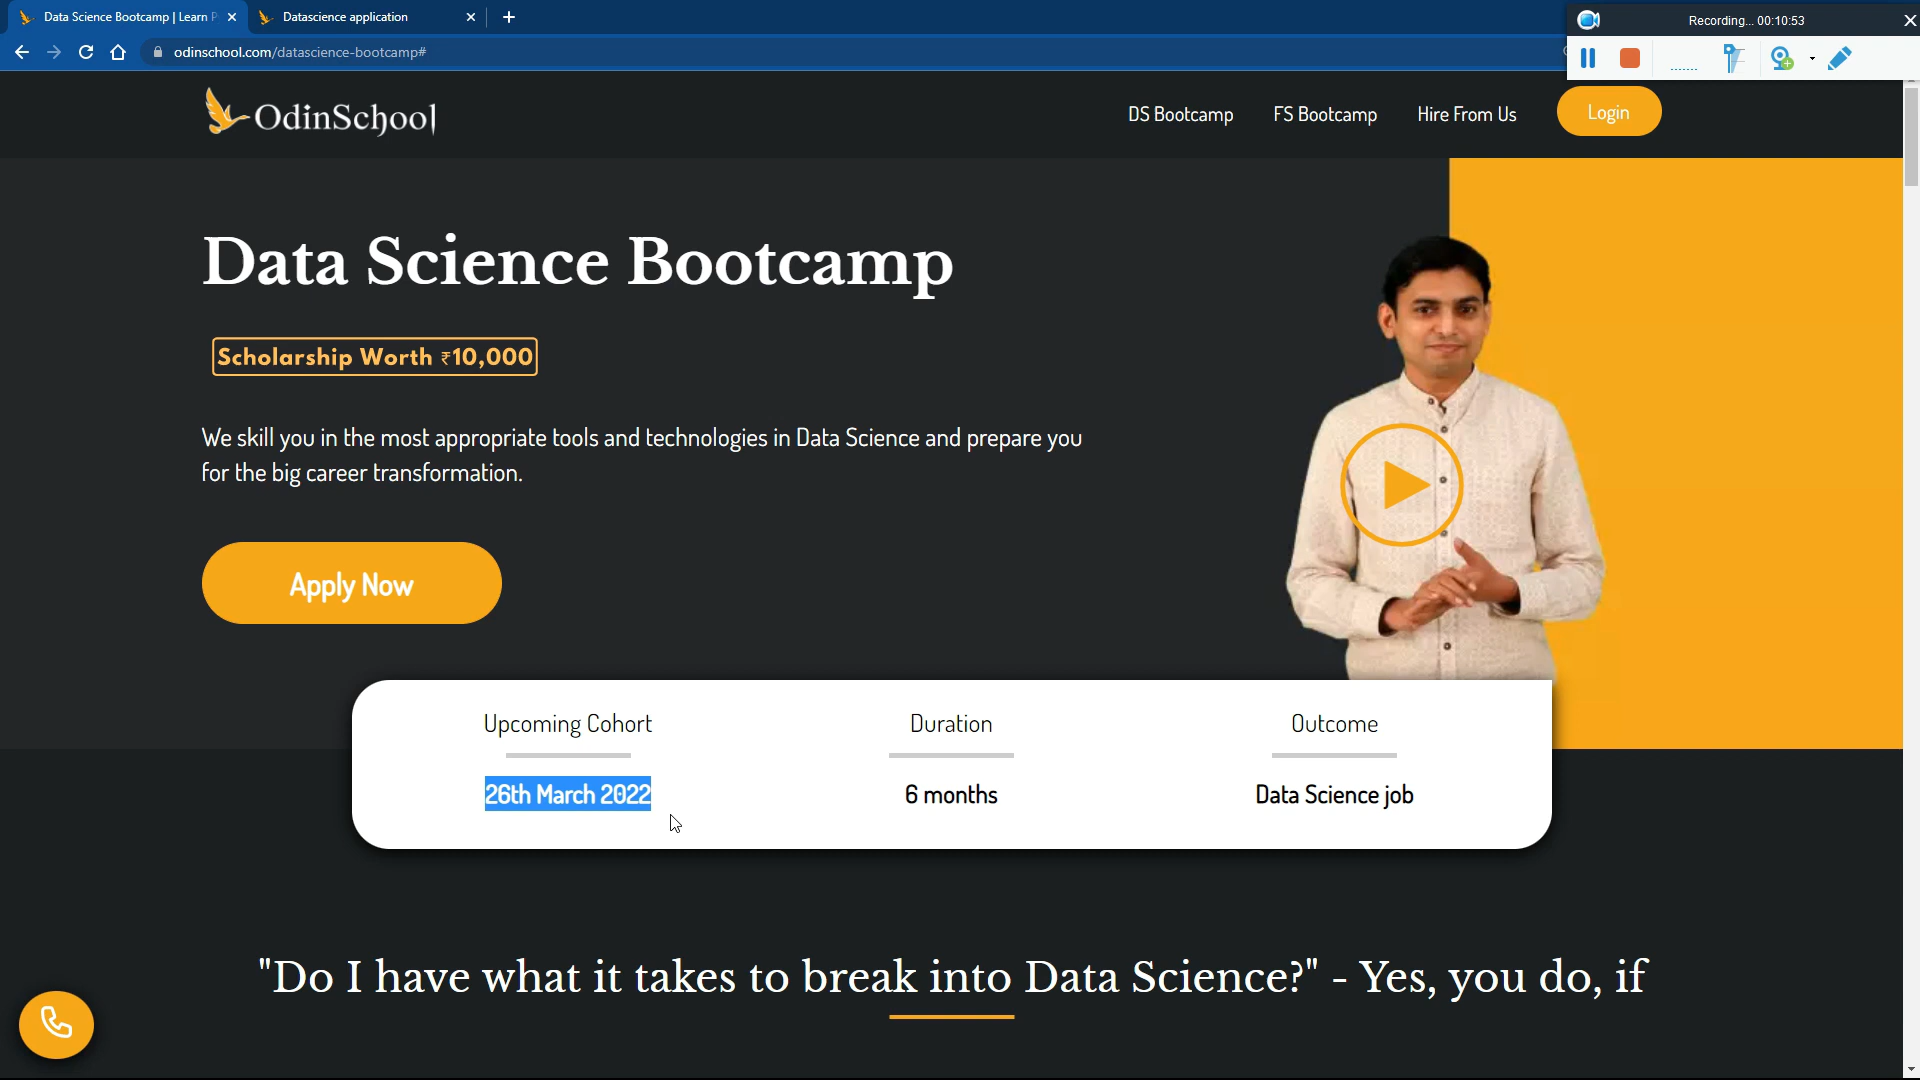 Data Science Bootcamp | Learn P
Datascience application
Recording... 00:10:53
odinschool.com/datascience-bootcamp#
OdinSchool
DS Bootcamp
FS Bootcamp
Hire From Us
Login
Data Science Bootcamp
Scholarship Worth ₹10,000
We skill you in the most appropriate tools and technologies in Data Science and prepare you
for the big career transformation.
Apply Now
Upcoming Cohort
Duration
Outcome
26th March 2022
6 months
Data Science job
"Do I have what it takes to break into Data Science?" - Yes, you do, if